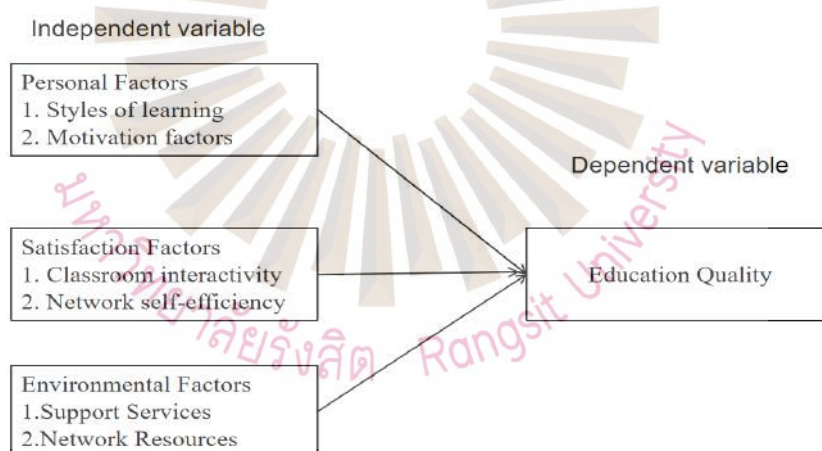 Independent variable
Personal Factors
1. Styles of learning
2. Motivation factors
Dependent variable
Satisfaction Factors
1. Classroom interactivity
2. Network self-efficiency
Education Quality
Environmental Factors
1.Support Services
2.Network Resources
มหาวิทยาลัยรังสิต Rangsit University